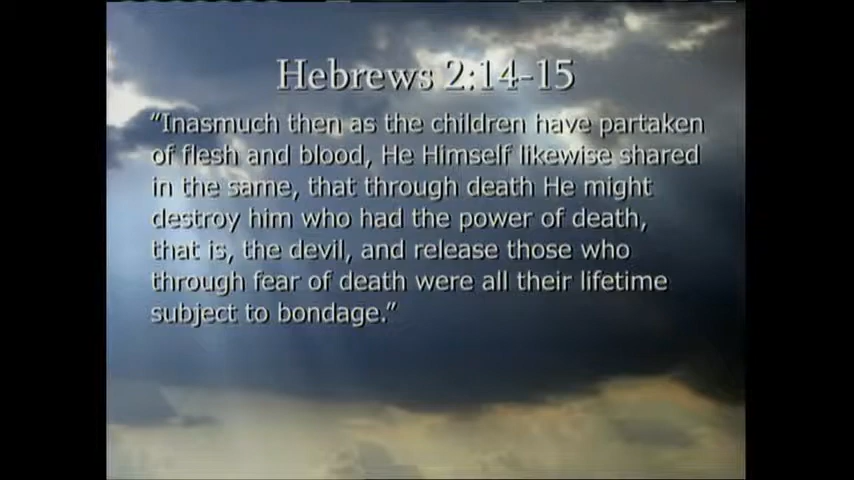 Hebrews 2:14-15
“Inasmuch then as the children have partaken
of flesh and blood, He Himself likewise shared
in the same, that through death He might
destroy him who had the power of death,
that is, the devil, and release those who
through fear of death were all their lifetime
subject to bondage.”